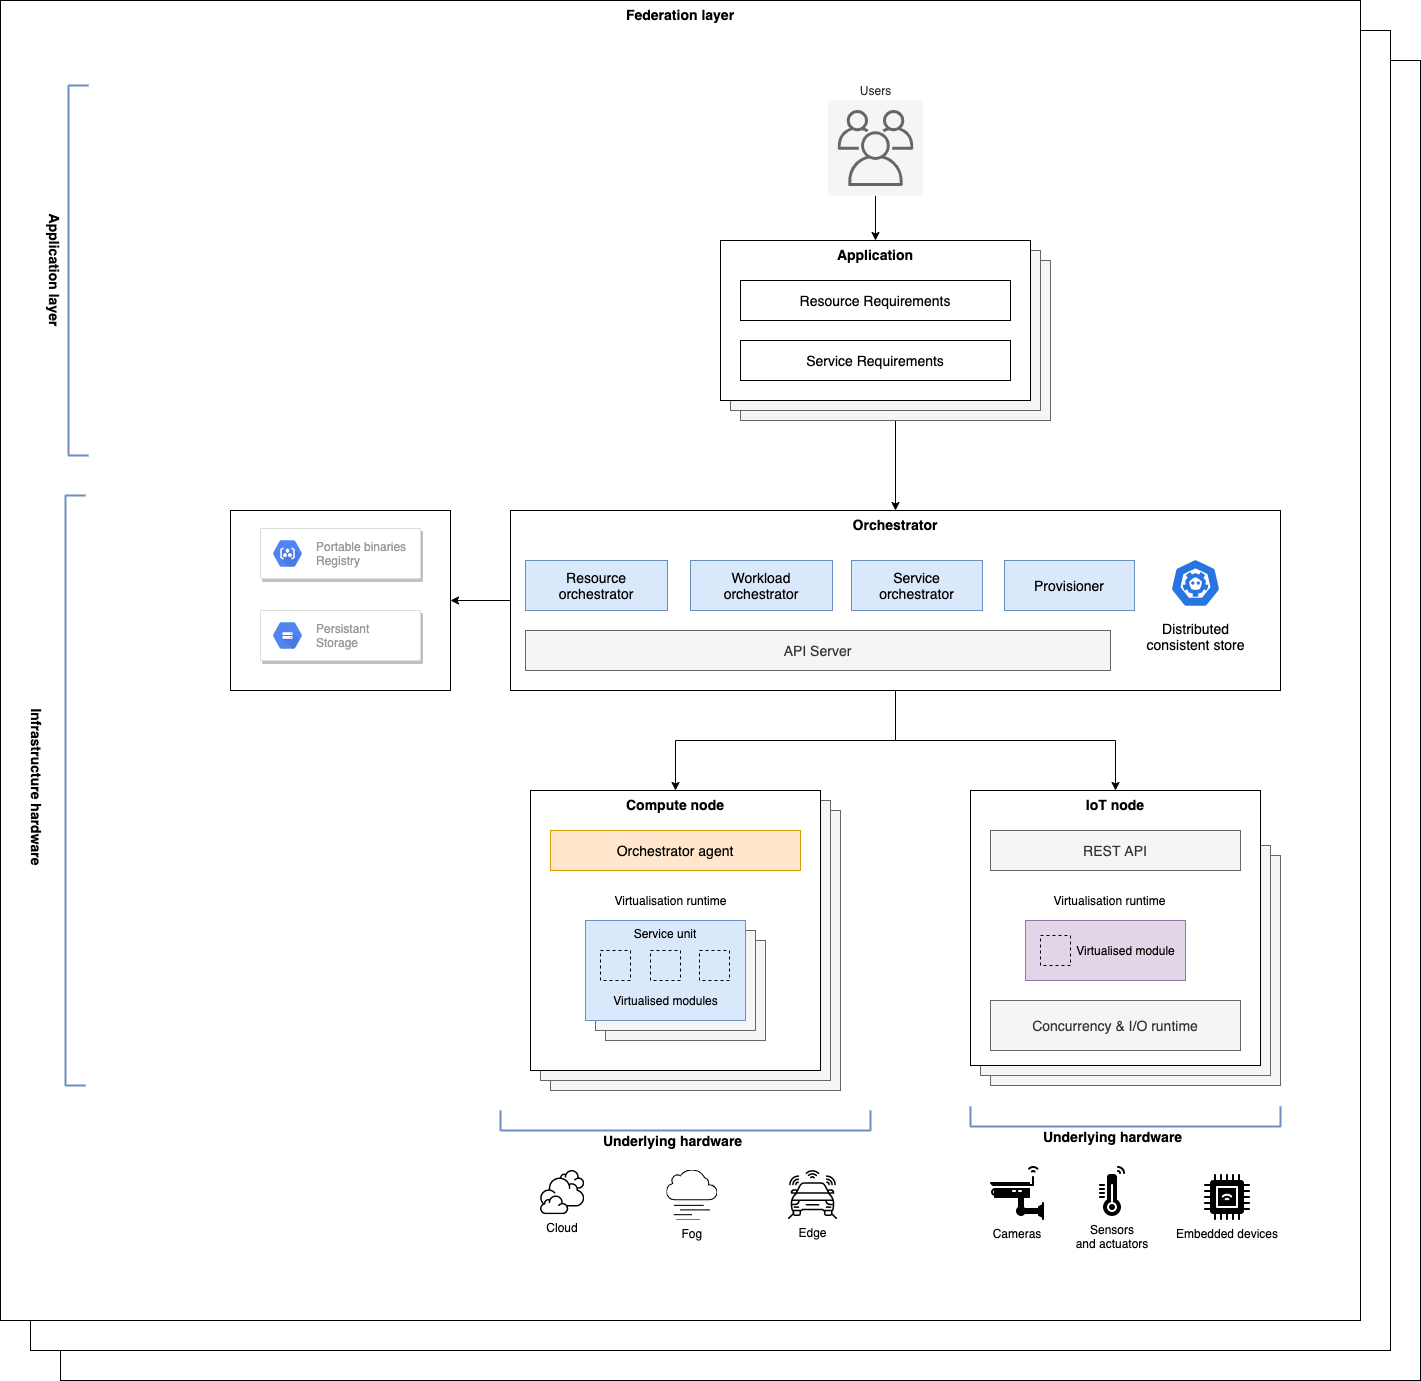 Federation layer
Users
Application layer
Application
Resource Requirements
Service Requirements
Infrastructure hardware
Portable binaries
Registry
Persistant
Storage
Orchestrator
Resource
orchestrator
Workload
orchestrator
Service
orchestrator
Provisioner
Distributed
consistent store
API Server
Compute node
Orchestrator agent
Virtualisation runtime
Service unit
Virtualised modules
IoT node
REST API
Virtualisation runtime
Virtualised module
Concurrency & I/O runtime
Underlying hardware
Cloud
Fog
Edge
Underlying hardware
Cameras
Sensors
and actuators
Embedded devices